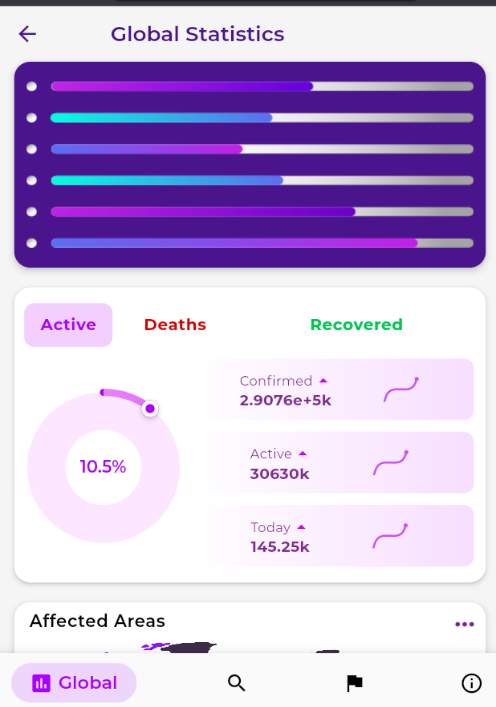 Global Statistics
Active
Deaths
Recovered
Confirmed
2.9076e+5k
10.5%
Active
30630k
Today
145.25k
Affected Areas
Global